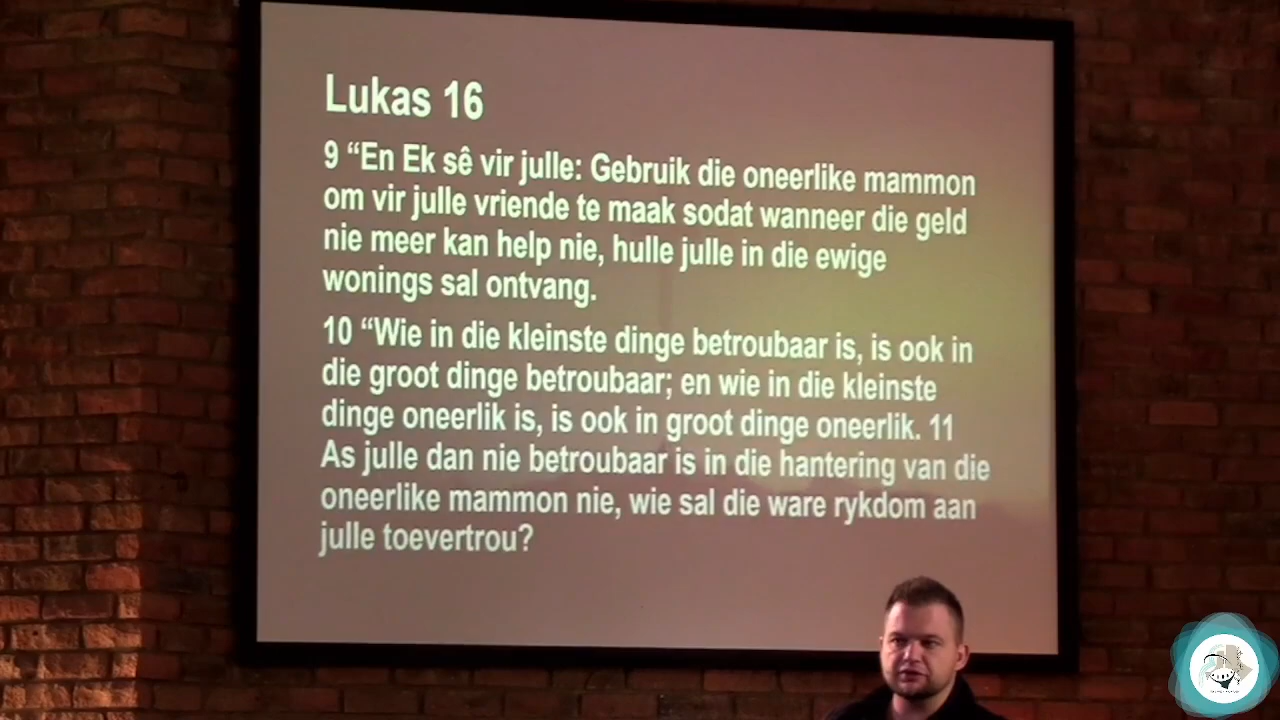 Lukas 16
9 “En Ek sê vir julle: Gebruik die oneerlike mammon
om vir julle vriende te maak sodat wanneer die geld
nie meer kan help nie, hulle julle in die ewige
wonings sal ontvang.
10 “Wie in die kleinste dinge betroubaar is, is ook in
die groot dinge betroubaar; en wie in die kleinste
dinge oneerlik is, is ook in groot dinge oneerlik. 11
As julle dan nie betroubaar is in die hantering van die
oneerlike mammon nie, wie sal die ware rykdom aan
julle toevertrou?